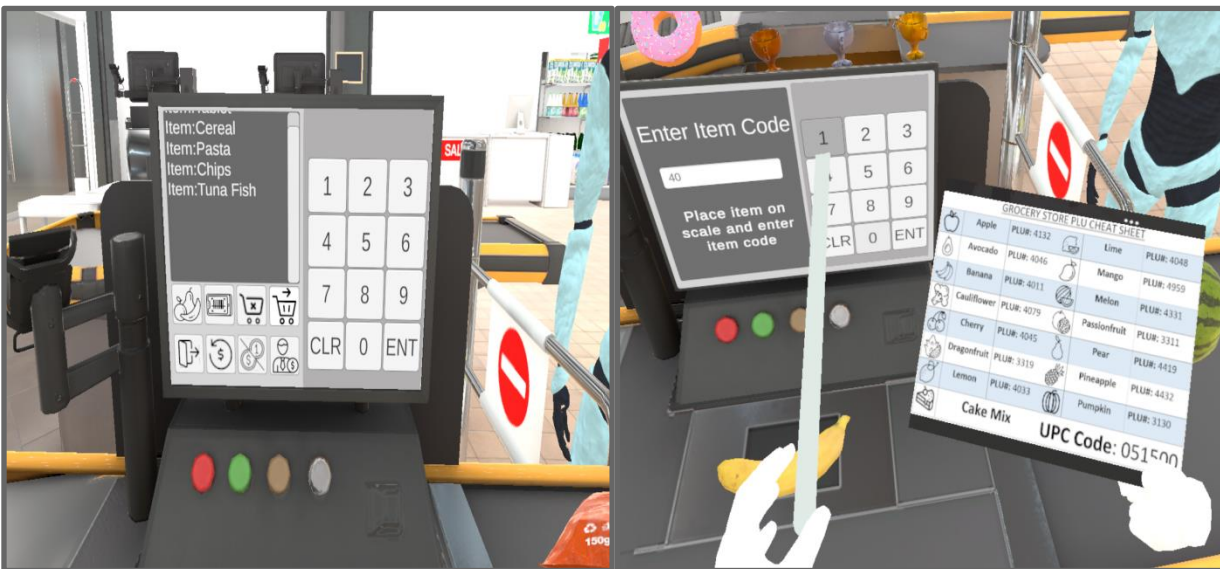 Item:Tablet
Item:Cereal
Item:Pasta
Item:Chips
Item:Tuna Fish
1 2 3
4 5 6
7 8 9
CLR 0 ENT
SAL
150g
Enter Item Code
40
Place item on
scale and enter
item code
1 2 3
4 5 6
7 8 9
CLR 0 ENT
GROCERY STORE PLU CHEAT SHEET
Apple PLU#: 4132 Lime PLU#: 4048
Avocado PLU#: 4046 Mango PLU#: 4959
Banana PLU#: 4011 Melon PLU#: 4331
Cauliflower PLU#: 4079 Passionfruit PLU#: 3311
Cherry PLU#: 4045 Pear PLU#: 4419
Dragonfruit PLU#: 3319 Pineapple PLU#: 4432
Lemon PLU#: 4033 Pumpkin PLU#: 3130
Cake Mix UPC Code: 051500